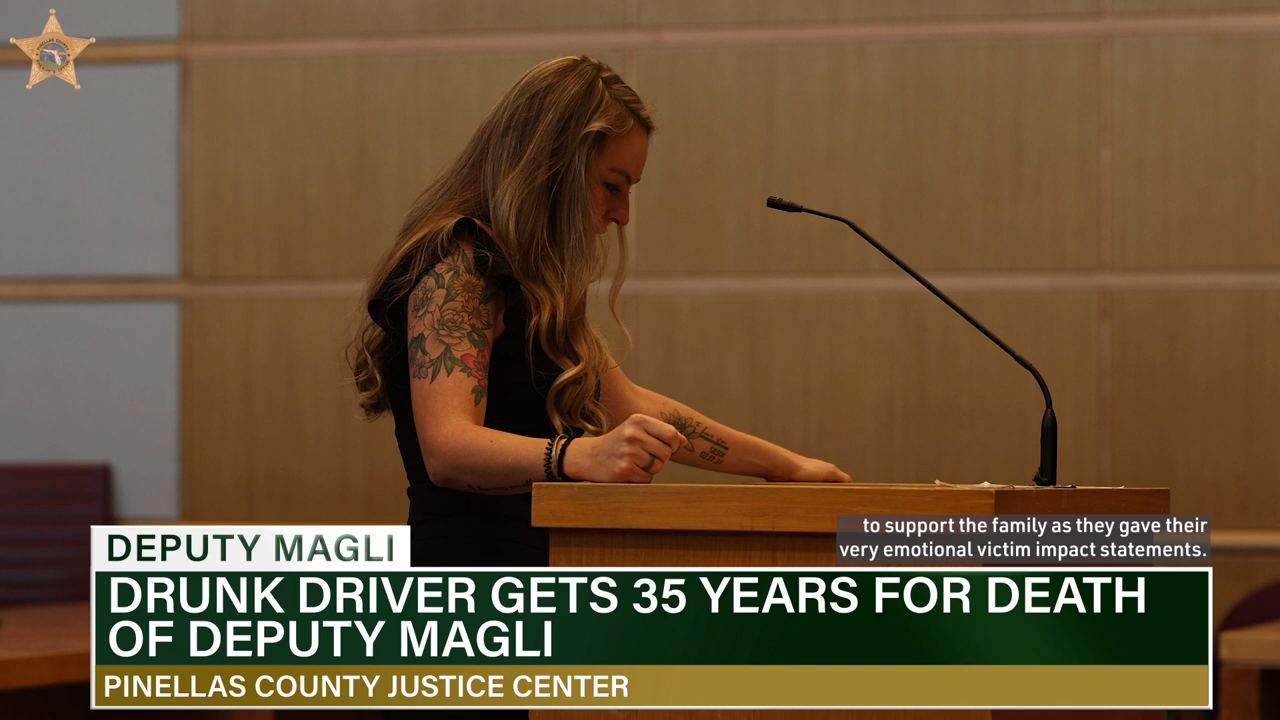 to support the family as they gave their
very emotional victim impact statements.
DEPUTY MAGLI
DRUNK DRIVER GETS 35 YEARS FOR DEATH
OF DEPUTY MAGLI
PINELLAS COUNTY JUSTICE CENTER